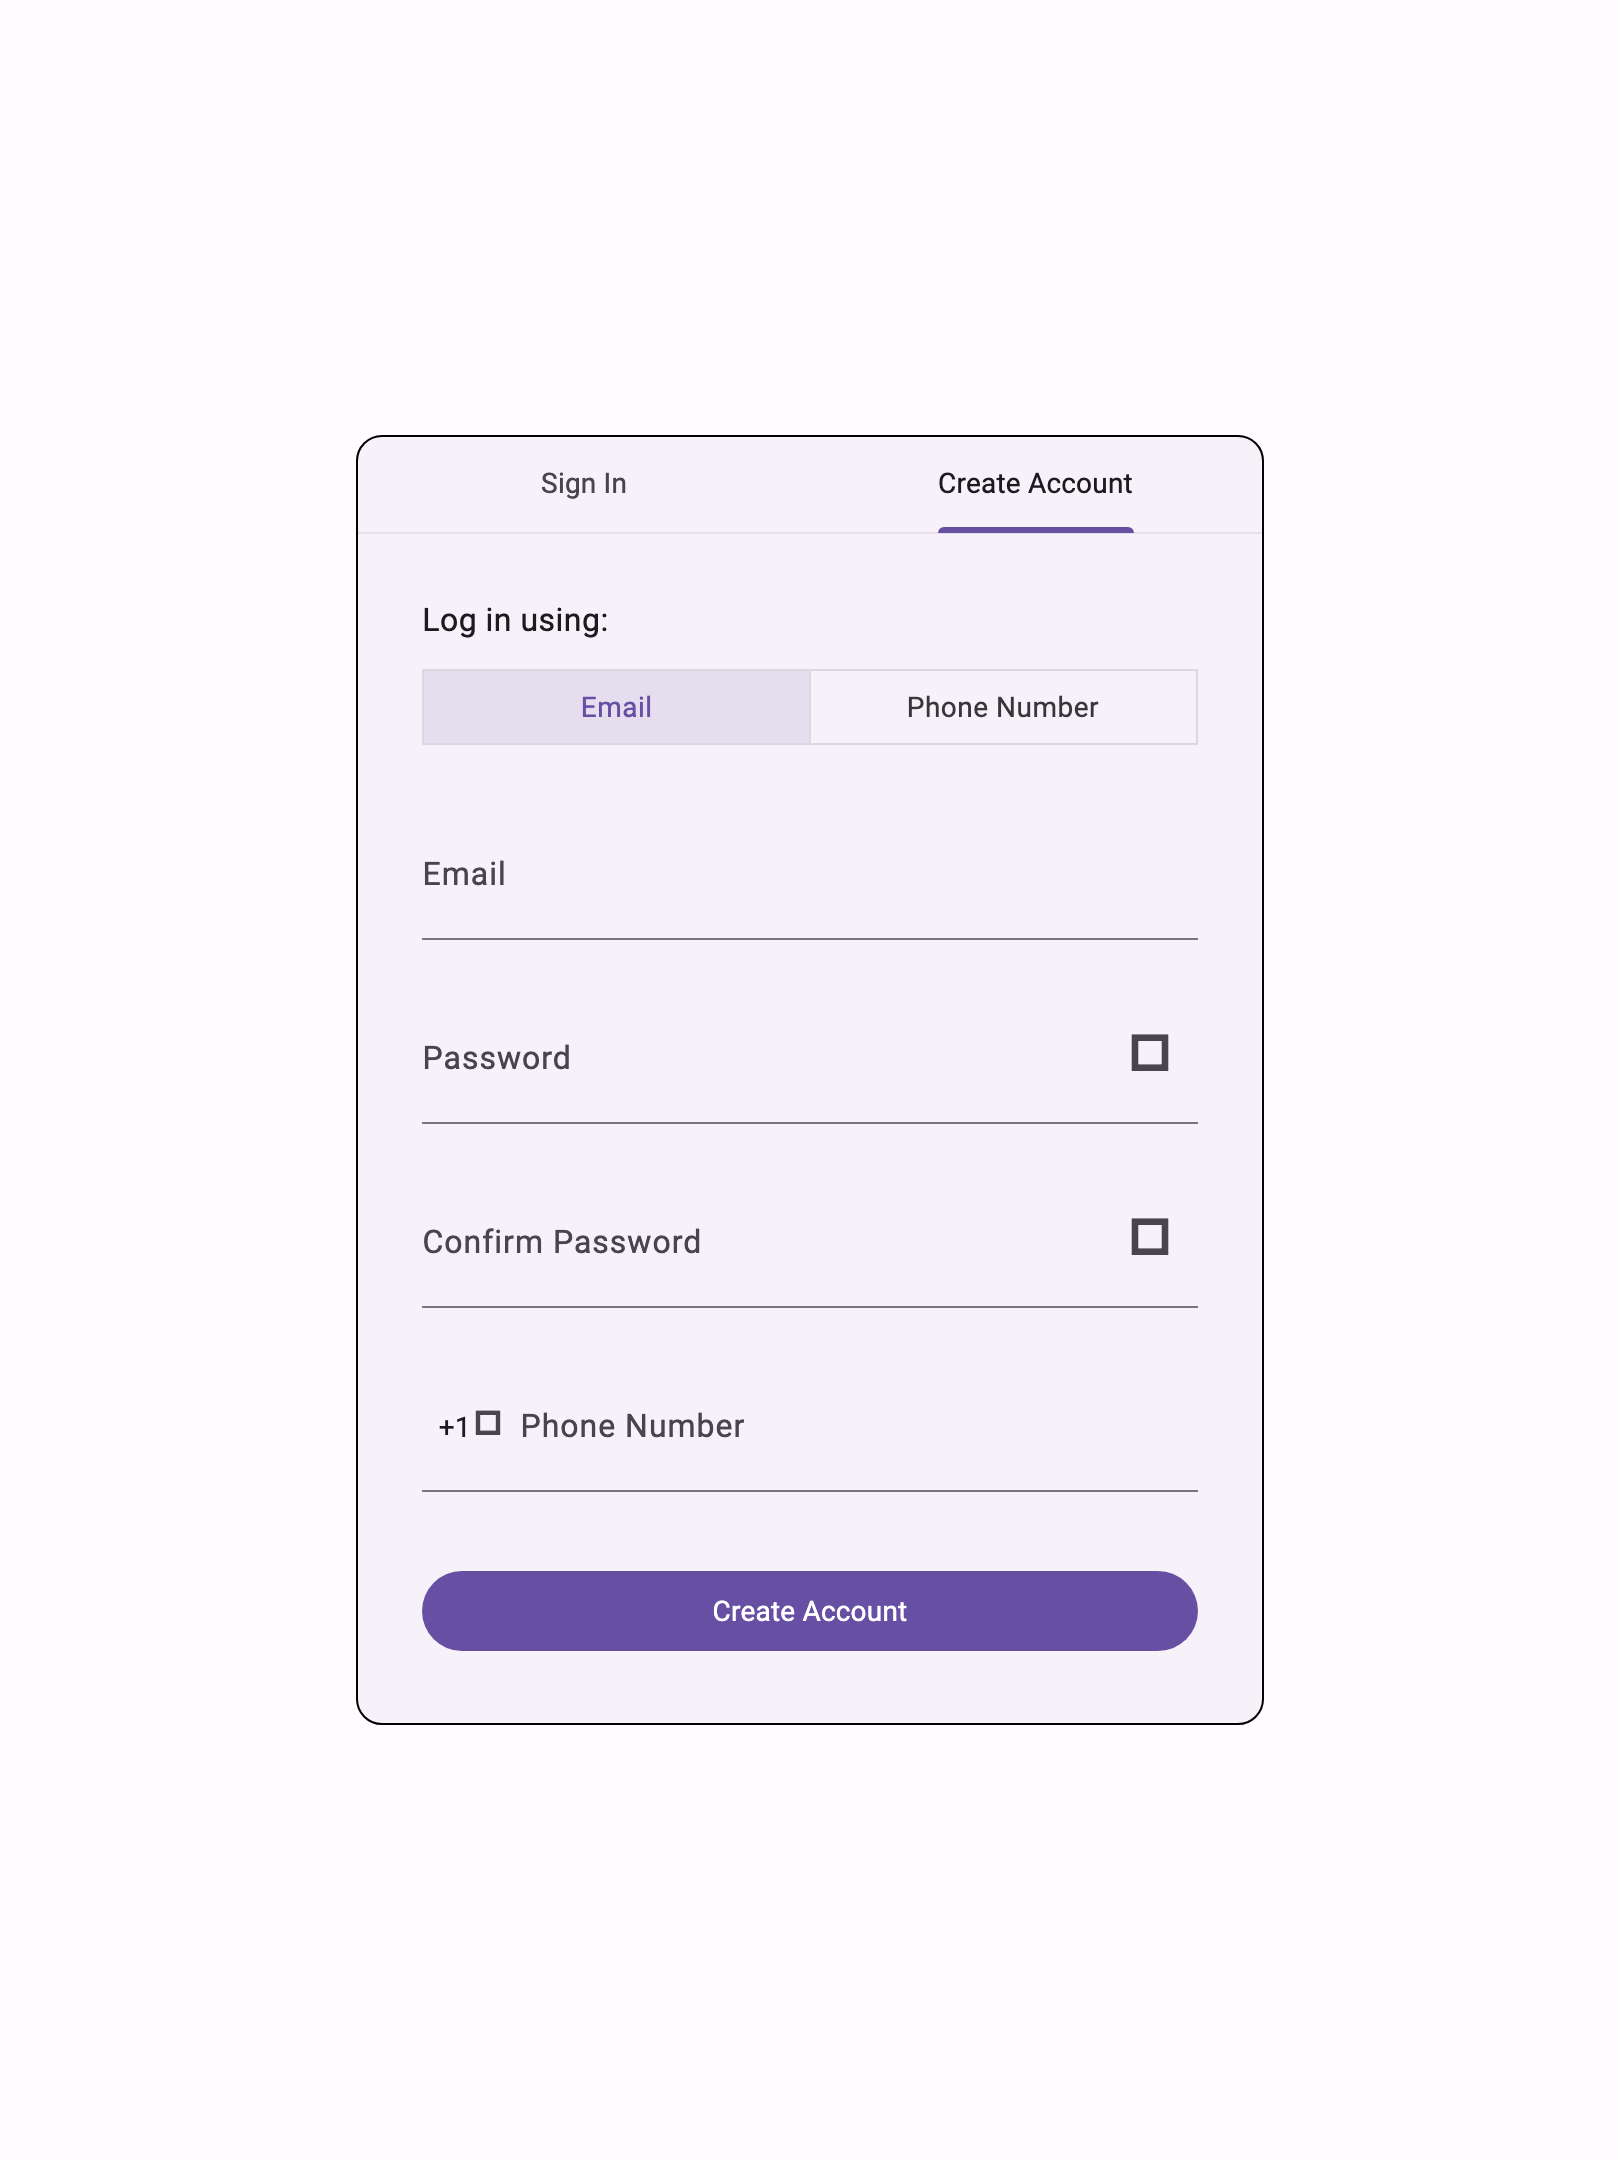 Sign In
Create Account
Log in using:
Email
Phone Number
Email
Password
Confirm Password
+1 Phone Number
Create Account